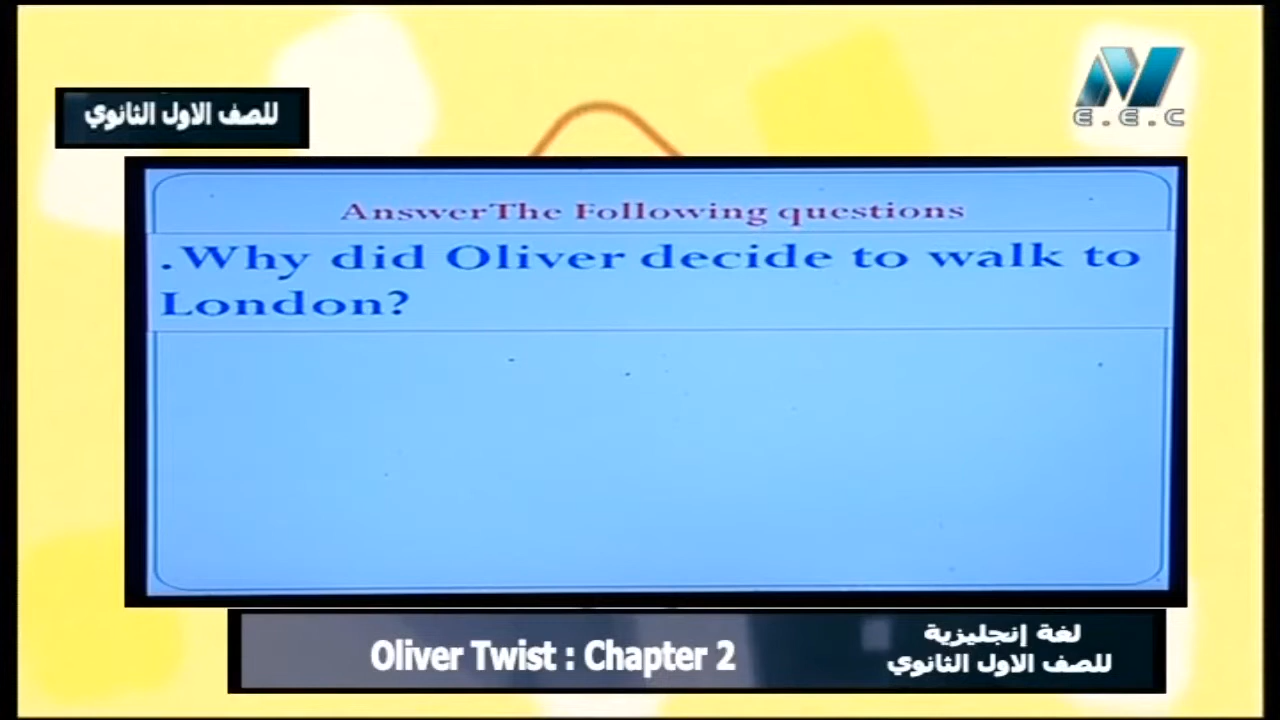 للصف الاول الثانوي
E.E.C
AnswerThe Following questions
.Why did Oliver decide to walk to
London?
Oliver Twist : Chapter 2
لغة إنجليزية
للصف الاول الثانوي